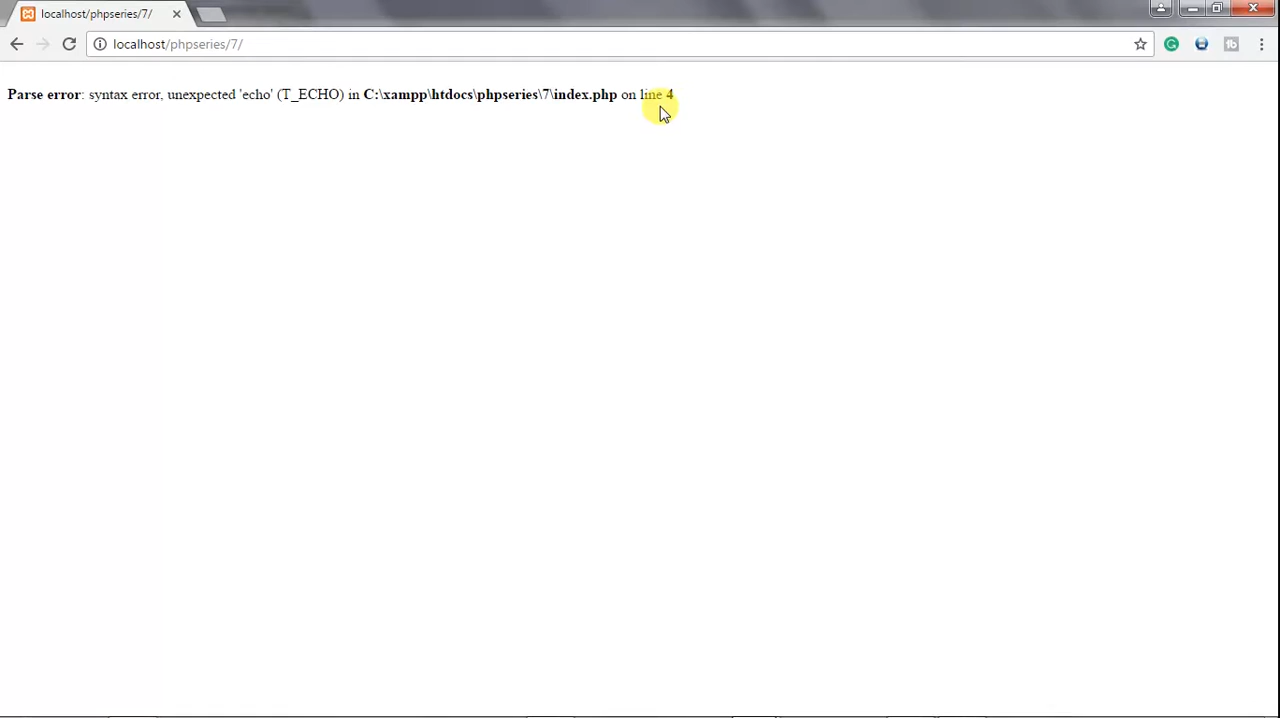 localhost/phpseries/7/
localhost/phpseries/7/
Parse error: syntax error, unexpected 'echo' (T_ECHO) in C:\xampp\htdocs\phpseries\7\index.php on line 4